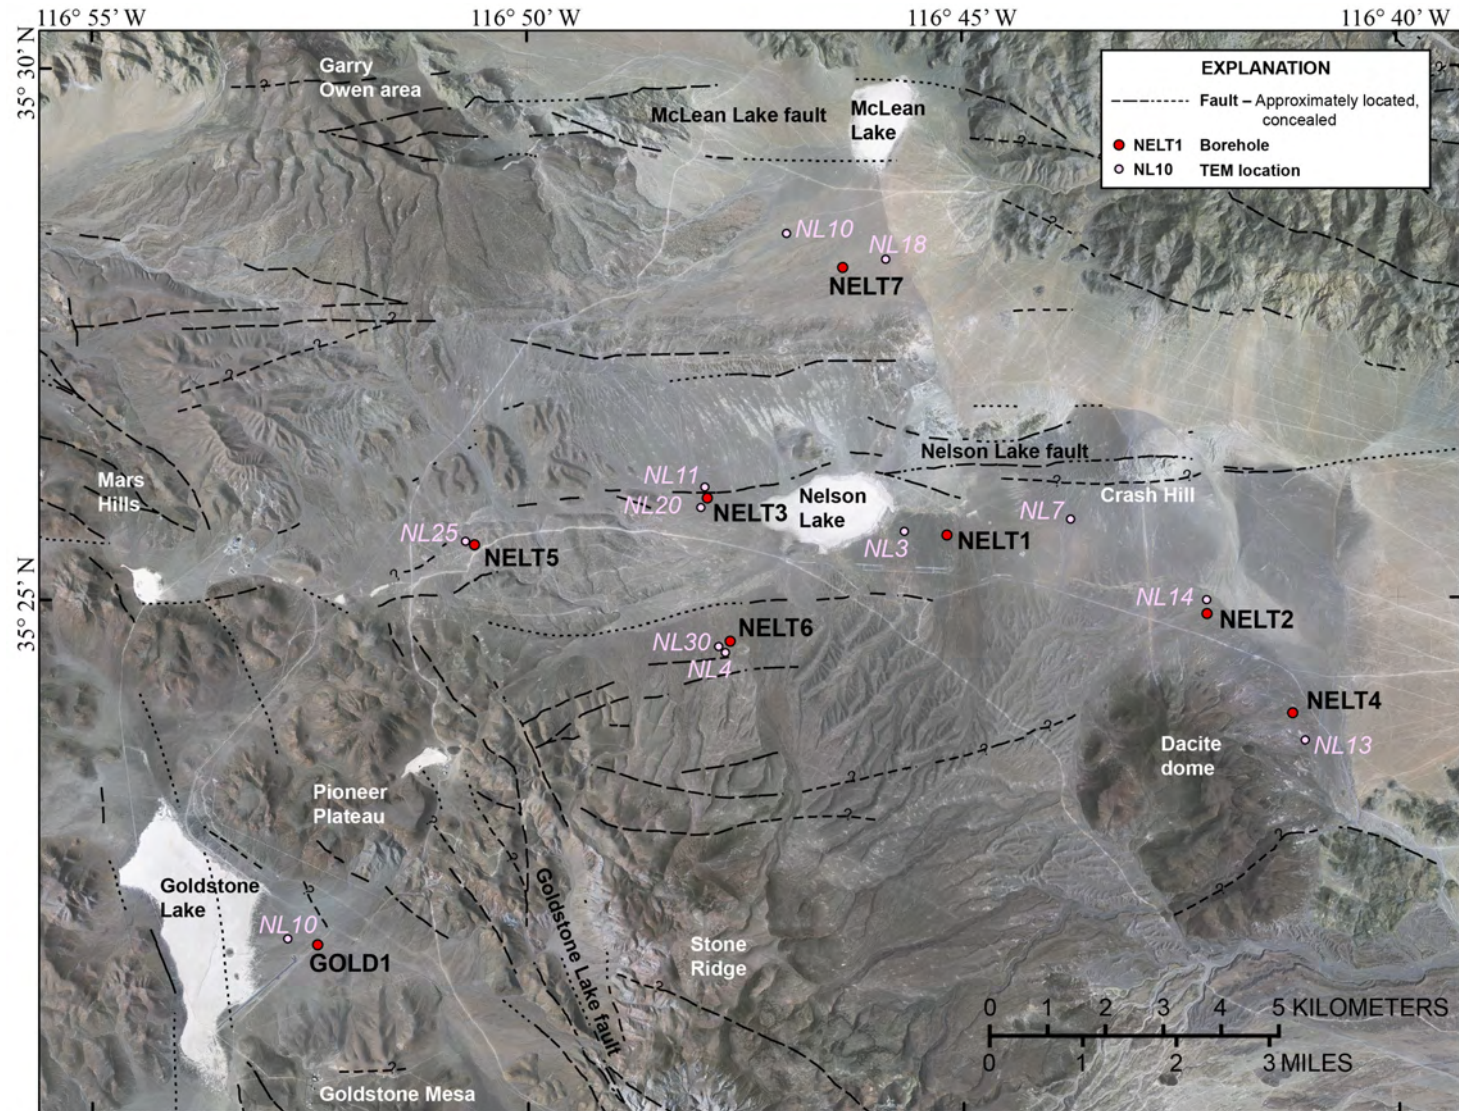 116° 55’ W
116° 50’ W
116° 45’ W
116° 40’ W
35° 30’ N
35° 25’ N
EXPLANATION
Fault – Approximately located,
concealed
NELT1 Borehole
NL10 TEM location
Garry
Owen area
McLean Lake fault
McLean
Lake
?
?
NL10
NL18
NELT7
?
?
?
Nelson Lake fault
?
?
Crash Hill
Mars
Hills
NL11
NL20
NELT3
Nelson
Lake
NL7
NL3
NELT1
NL25
NELT5
?
NL14
NELT2
NELT6
NL30
NL4
NELT4
NL13
Dacite
dome
?
?
?
?
Pioneer
Plateau
?
?
?
Goldstone
Lake
NL10
GOLD1
Goldstone Lake fault
Stone
Ridge
?
?
Goldstone Mesa
0 1 2 3 4 5 KILOMETERS
0 1 2 3 MILES